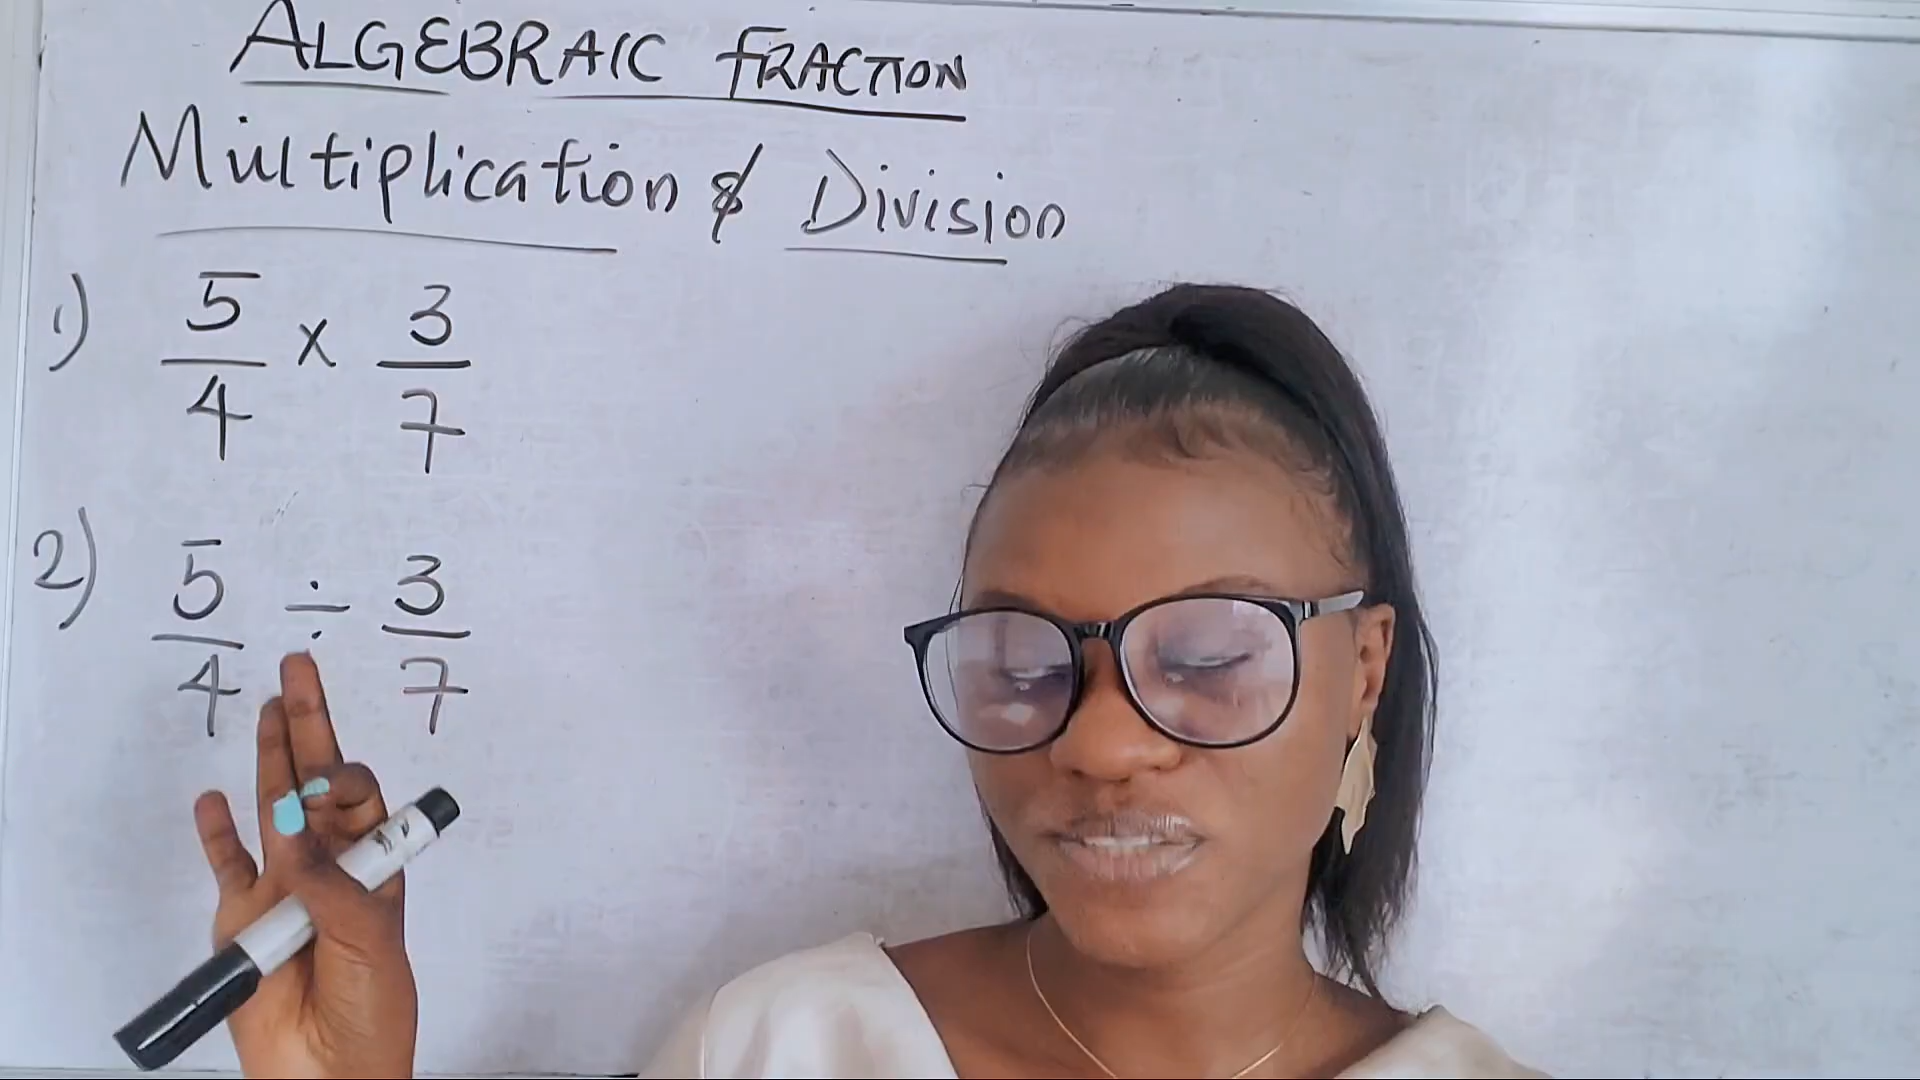 ALGEBRAIC FRACTION
Multiplication & Division
1) 5/4 x 3/7
2) 5/4 ÷ 3/7